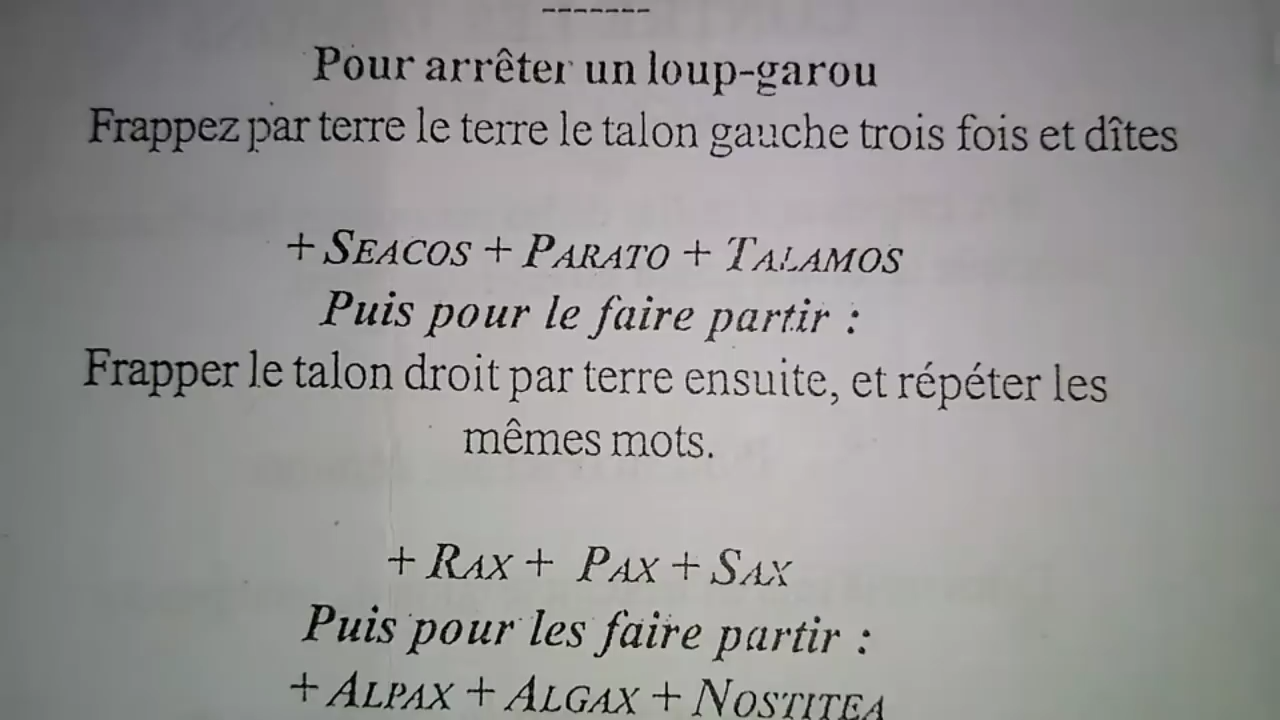 -------
Pour arrêter un loup-garou
Frappez par terre le terre le talon gauche trois fois et dîtes
+ SEACOS + PARATO + TALAMOS
Puis pour le faire partir :
Frapper le talon droit par terre ensuite, et répéter les
mêmes mots.
+ RAX + PAX + SAX
Puis pour les faire partir :
+ ALPAX + ALGAX + NOSTITEA